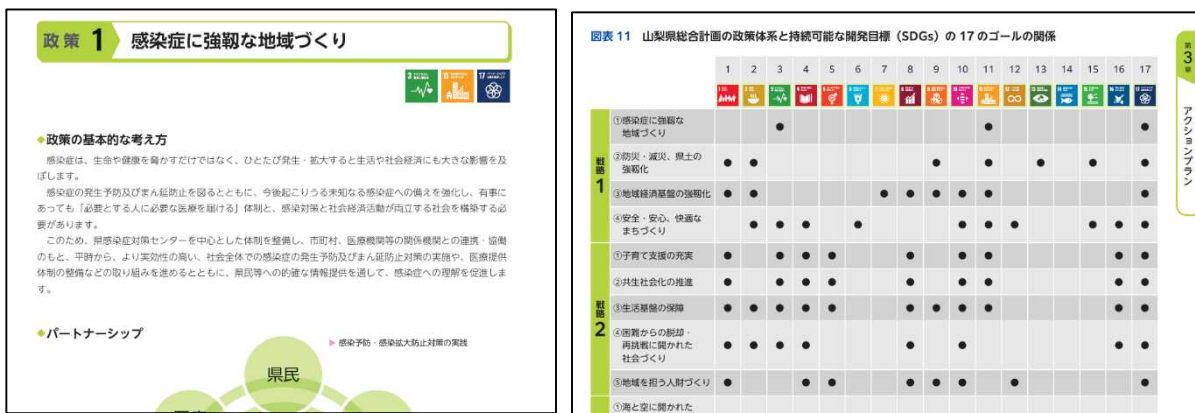 政策 1 感染症に強靱な地域づくり
◆政策の基本的な考え方
感染症は、生命や健康を脅かすだけではなく、ひとたび発生・拡大すると生活や社会経済にも大きな影響を及
ぼします。
感染症の発生予防及びまん延防止を図るとともに、今後起こりうる未知なる感染症への備えを強化し、有事に
あっても「必要とする人に必要な医療を届ける」体制と、感染対策と社会経済活動が両立する社会を構築する必
要があります。
このため、県感染症対策センターを中心とした体制を整備し、市町村、医療機関等の関係機関との連携・協働
のもと、平時から、より実効性の高い、社会全体での感染症の発生予防及びまん延防止対策の実施や、医療提供
体制の整備などの取り組みを進めるとともに、県民等への的確な情報提供を通して、感染症への理解を促進しま
す。
◆パートナーシップ
▶ 感染予防・感染拡大防止対策の実践
県民
図表 11 山梨県総合計画の政策体系と持続可能な開発目標（SDGs）の 17 のゴールの関係
1 2 3 4 5 6 7 8 9 10 11 12 13 14 15 16 17
戦略 1
①感染症に強靱な
地域づくり
②防災・減災、県土の
強靱化
③地域経済基盤の強靱化
④安全・安心、快適な
まちづくり
戦略 2
①子育て支援の充実
②共生社会化の推進
③生活基盤の保障
④困難からの脱却・
再挑戦に開かれた
社会づくり
⑤地域を担う人財づくり
①海と空に開かれた
第3章
アクションプラン